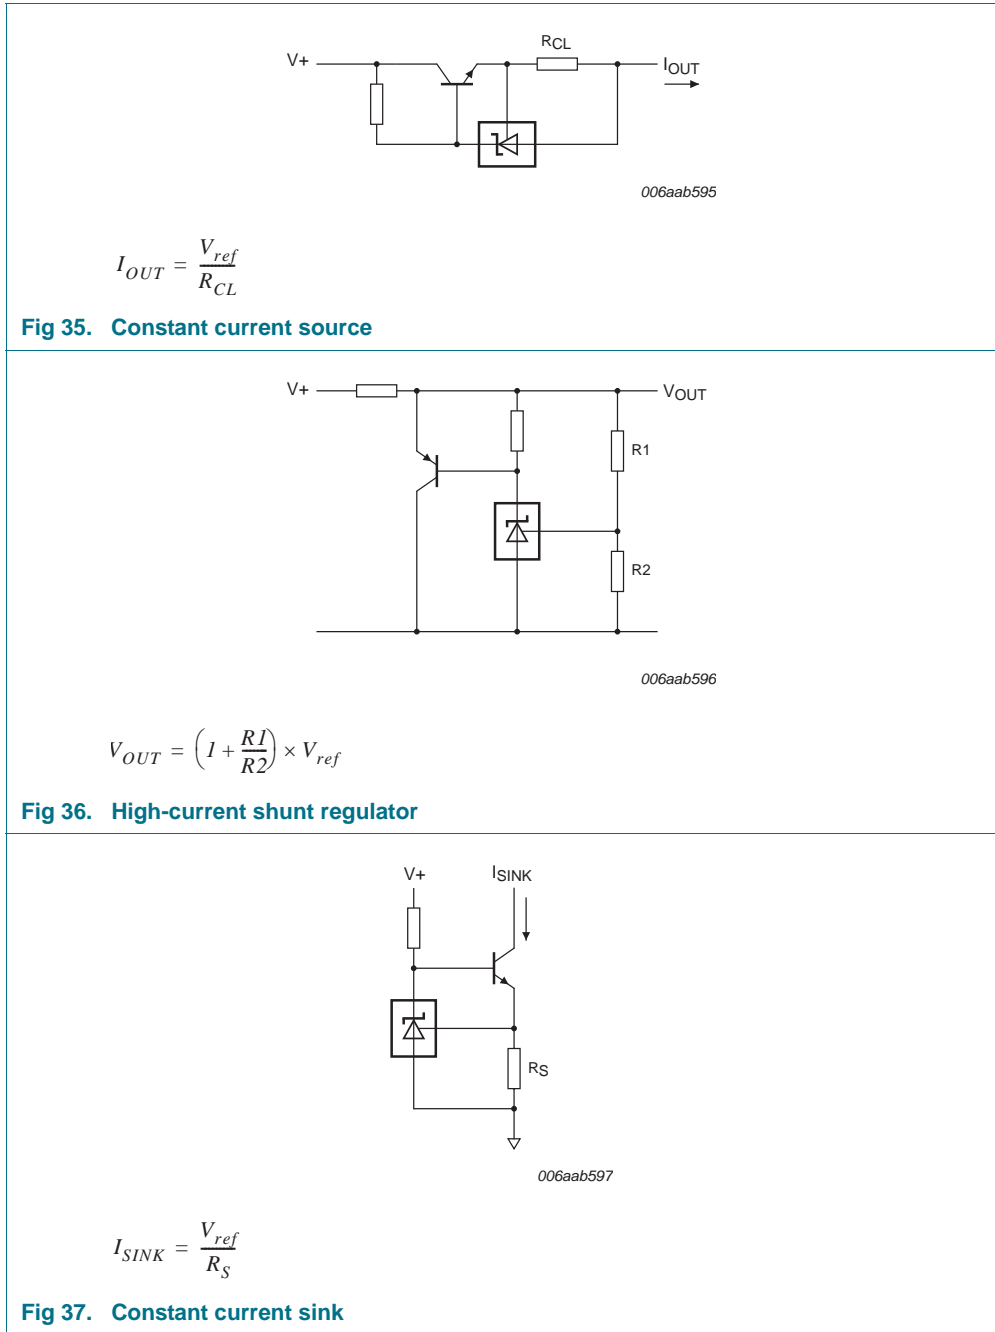 V+
RCL
IOUT
006aab595
IOUT = Vref / RCL
Fig 35. Constant current source
V+
VOUT
R1
R2
006aab596
VOUT = (1 + R1/R2) × Vref
Fig 36. High-current shunt regulator
V+
ISINK
RS
006aab597
ISINK = Vref / RS
Fig 37. Constant current sink